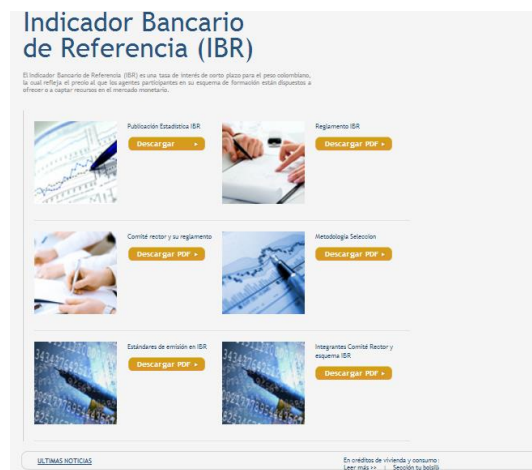 Indicador Bancario
de Referencia (IBR)
El Indicador Bancario de Referencia (IBR) es una tasa de interés de corto plazo para el peso colombiano,
la cual refleja el precio al que los agentes participantes en su esquema de formación están dispuestos a
ofrecer o a captar recursos en el mercado monetario.
Publicación Estadística IBR
Descargar
Reglamento IBR
Descargar PDF
Comité rector y su reglamento
Descargar PDF
Metodología Seleccion
Descargar PDF
Estándares de emisión en IBR
Descargar PDF
Integrantes Comité Rector y
esquema IBR
Descargar PDF
ULTIMAS NOTICIAS
En créditos de vivienda y consumo:
Leer más >> | Sección tu bolsill